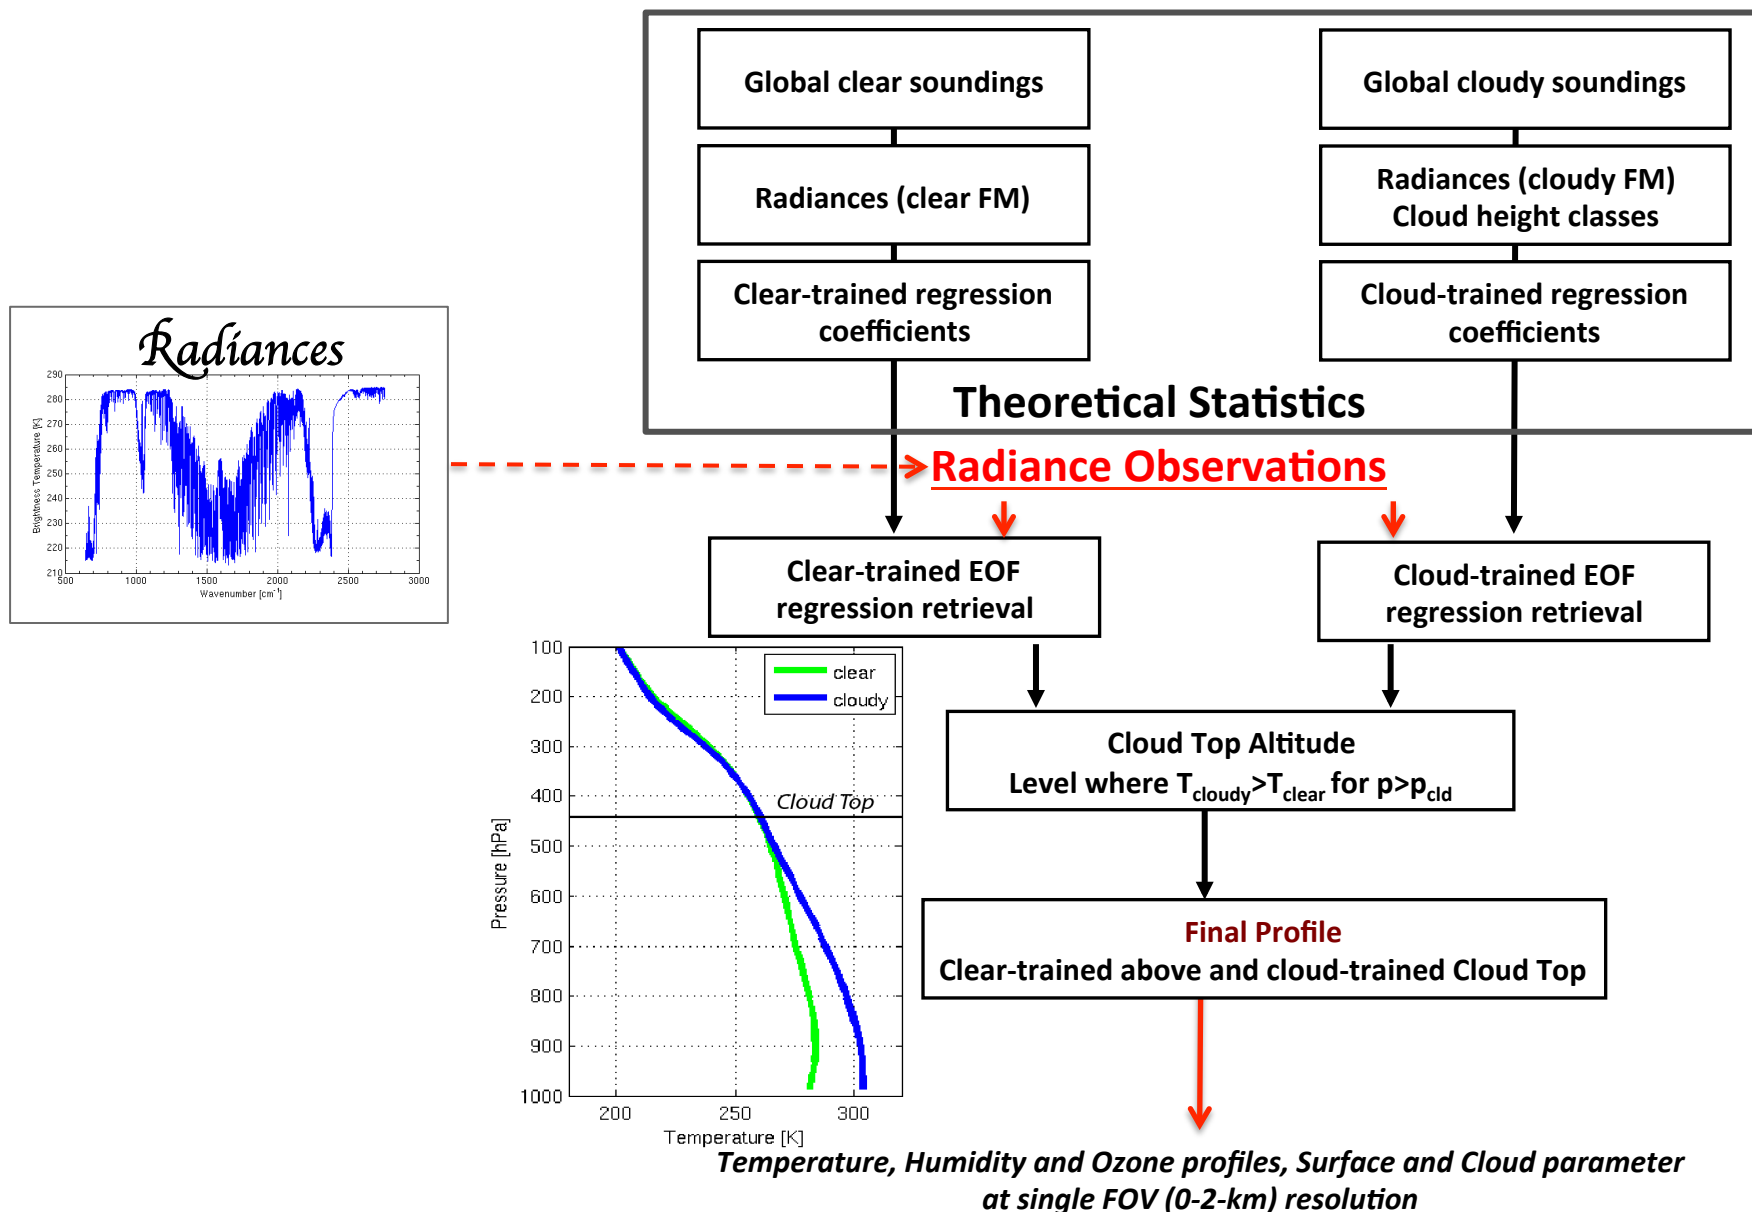 Global clear soundings
Global cloudy soundings
Radiances (clear FM)
Radiances (cloudy FM)
Cloud height classes
Clear-trained regression
coefficients
Cloud-trained regression
coefficients
Theoretical Statistics
Radiances
290
280
270
260
250
240
230
220
210
500
1000
1500
2000
2500
3000
Brightness Temperature [K]
Wavenumber [cm⁻¹]
Radiance Observations
Clear-trained EOF
regression retrieval
Cloud-trained EOF
regression retrieval
100
200
300
400
500
600
700
800
900
1000
200
250
300
Pressure [hPa]
Temperature [K]
clear
cloudy
Cloud Top
Cloud Top Altitude
Level where T_cloudy>T_clear for p>p_cld
Final Profile
Clear-trained above and cloud-trained Cloud Top
Temperature, Humidity and Ozone profiles, Surface and Cloud parameter
at single FOV (0-2-km) resolution